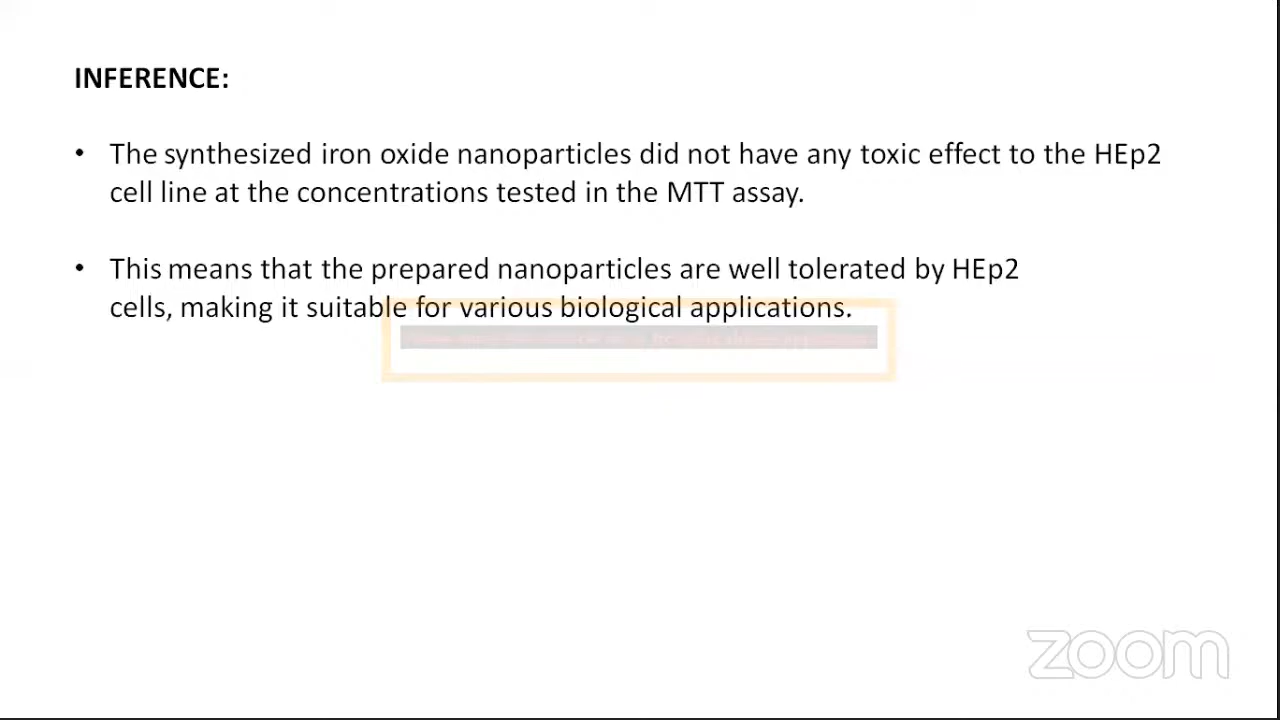 INFERENCE:
• The synthesized iron oxide nanoparticles did not have any toxic effect to the HEp2
cell line at the concentrations tested in the MTT assay.
• This means that the prepared nanoparticles are well tolerated by HEp2
cells, making it suitable for various biological applications.
zoom